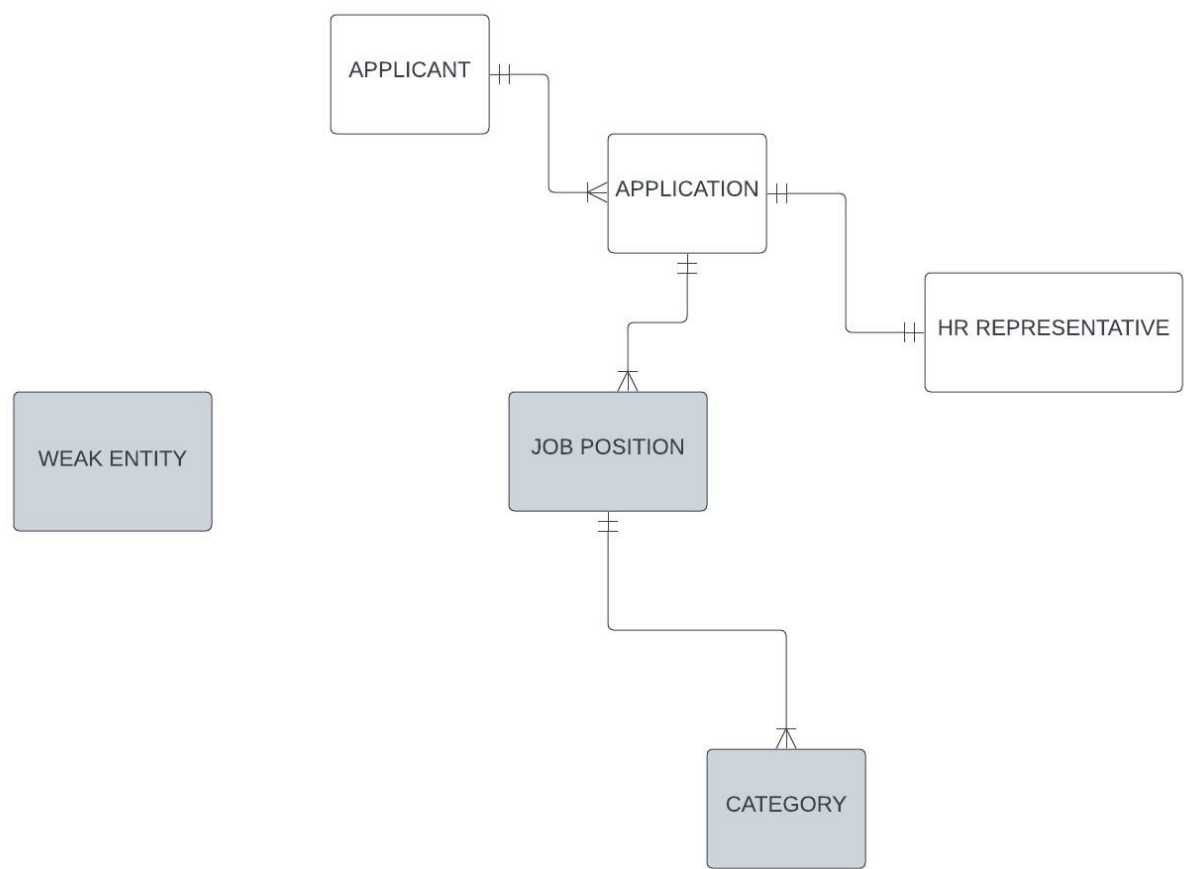 APPLICANT
APPLICATION
HR REPRESENTATIVE
JOB POSITION
WEAK ENTITY
CATEGORY